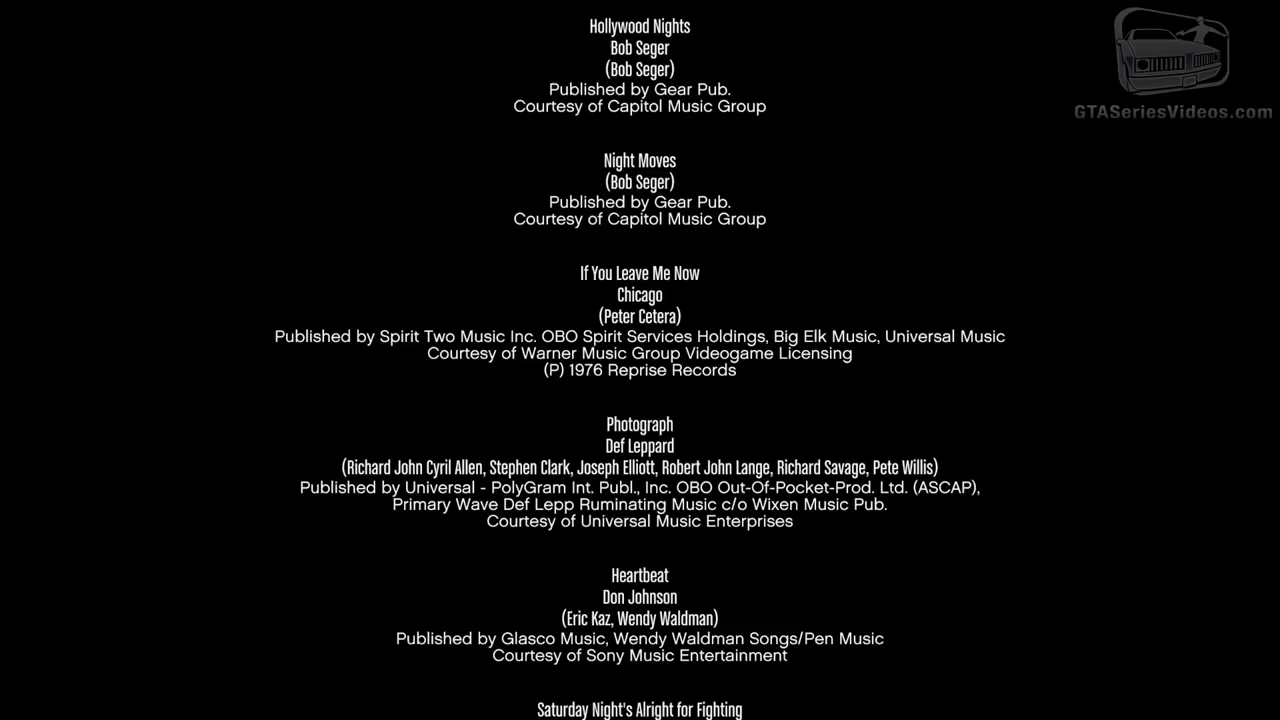 Hollywood Nights
Bob Seger
(Bob Seger)
Published by Gear Pub.
Courtesy of Capitol Music Group
GTASeriesVideos.com
Night Moves
(Bob Seger)
Published by Gear Pub.
Courtesy of Capitol Music Group
If You Leave Me Now
Chicago
(Peter Cetera)
Published by Spirit Two Music Inc. OBO Spirit Services Holdings, Big Elk Music, Universal Music
Courtesy of Warner Music Group Videogame Licensing
(P) 1976 Reprise Records
Photograph
Def Leppard
(Richard John Cyril Allen, Stephen Clark, Joseph Elliott, Robert John Lange, Richard Savage, Pete Willis)
Published by Universal - PolyGram Int. Publ., Inc. OBO Out-Of-Pocket-Prod. Ltd. (ASCAP),
Primary Wave Def Lepp Ruminating Music c/o Wixen Music Pub.
Courtesy of Universal Music Enterprises
Heartbeat
Don Johnson
(Eric Kaz, Wendy Waldman)
Published by Glasco Music, Wendy Waldman Songs/Pen Music
Courtesy of Sony Music Entertainment
Saturday Night's Alright for Fighting